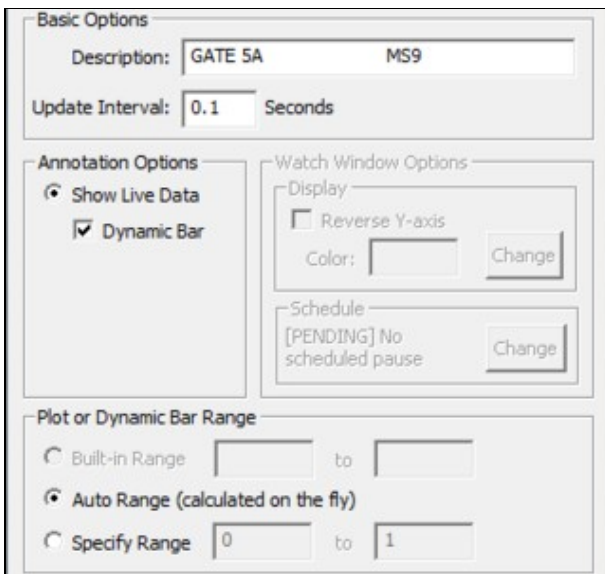 Basic Options
Description: GATE 5A MS9
Update Interval: 0.1 Seconds
Annotation Options
Show Live Data
Dynamic Bar
Watch Window Options
Display
Reverse Y-axis
Color: Change
Schedule
[PENDING] No
scheduled pause
Change
Plot or Dynamic Bar Range
Built-in Range to
Auto Range (calculated on the fly)
Specify Range 0 to 1